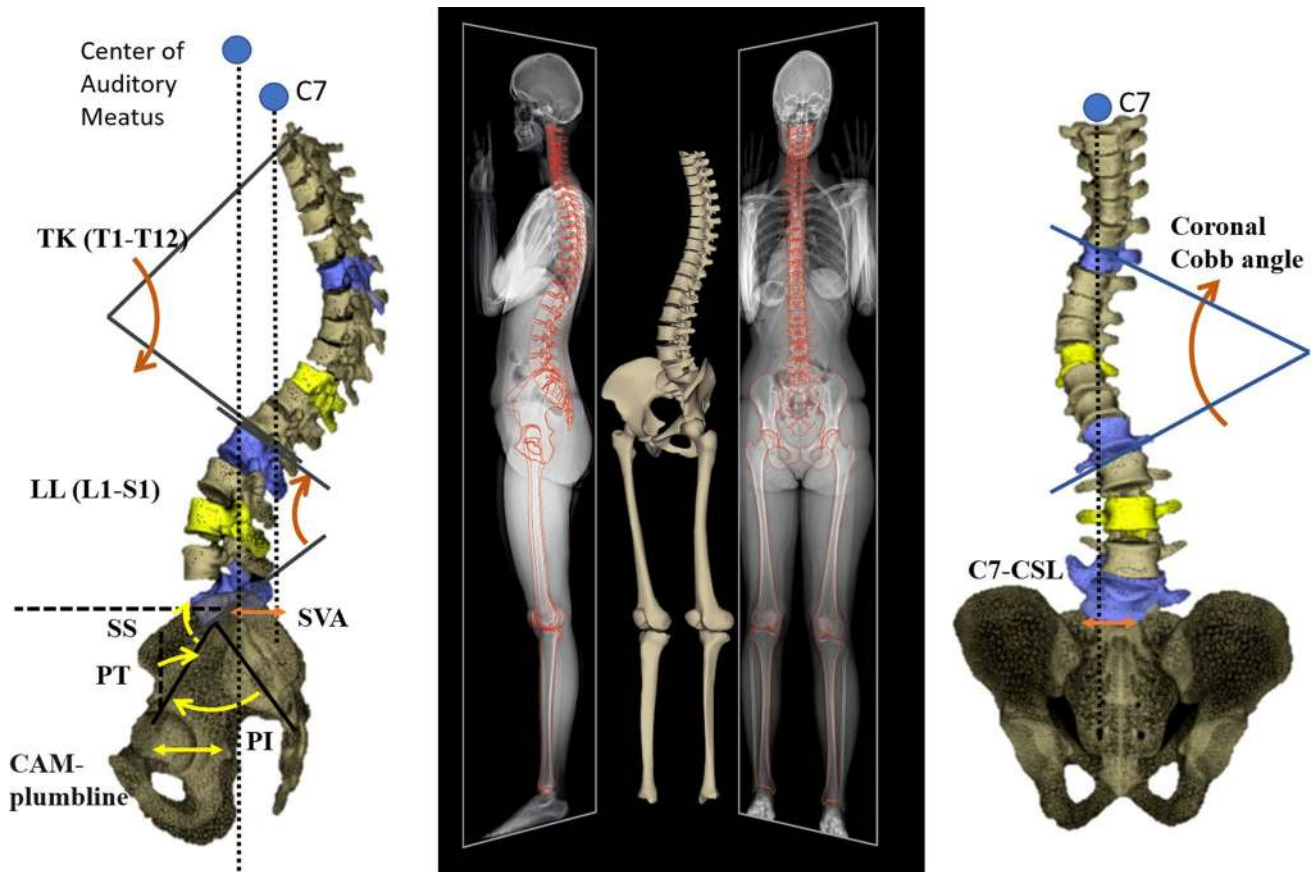 Center of
Auditory
Meatus
C7
TK (T1-T12)
LL (L1-S1)
SS
SVA
PT
PI
CAM-
plumbline
C7
Coronal
Cobb angle
C7-CSL